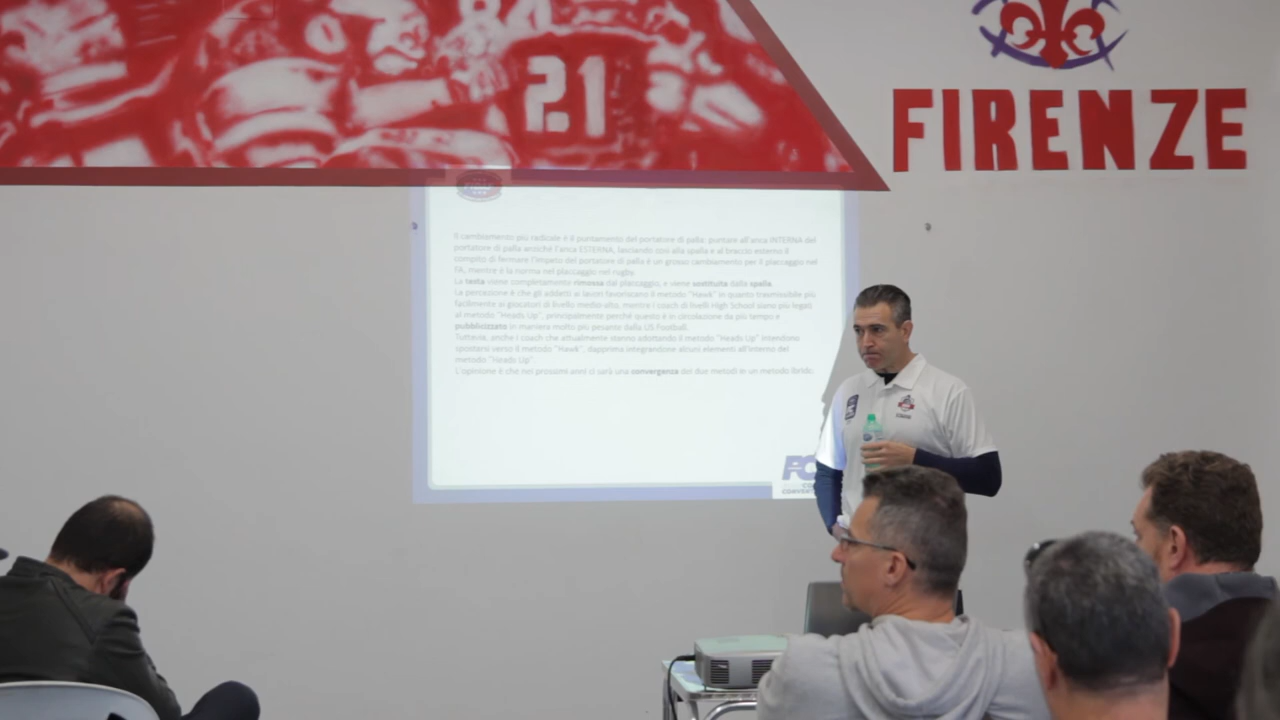 21
FIRENZE
Il cambiamento più radicale è il puntamento del portatore di palla: puntare all'anca INTERNA del
portatore di palla anziché l'anca ESTERNA, lasciando così alla spalla e al braccio esterno il
compito di fermare l'impeto del portatore di palla è un grosso cambiamento per il placcaggio nel
FA, mentre è la norma nel placcaggio nel rugby.
La testa viene completamente rimossa dal placcaggio, e viene sostituita dalla spalla.
La percezione è che gli addetti ai lavori favoriscano il metodo "Hawk" in quanto trasmissibile più
facilmente ai giocatori di livello medio-alto, mentre i coach di livelli High School siano più legati
al metodo "Heads Up", principalmente perché questo è in circolazione da più tempo e
pubblicizzato in maniera molto più pesante dalla US Football.
Tuttavia, anche i coach che attualmente stanno adottando il metodo "Heads Up" intendono
spostarsi verso il metodo "Hawk", dapprima integrandone alcuni elementi all'interno del
metodo "Heads Up".
L'opinione è che nei prossimi anni ci sarà una convergenza dei due metodi in un metodo ibrido.